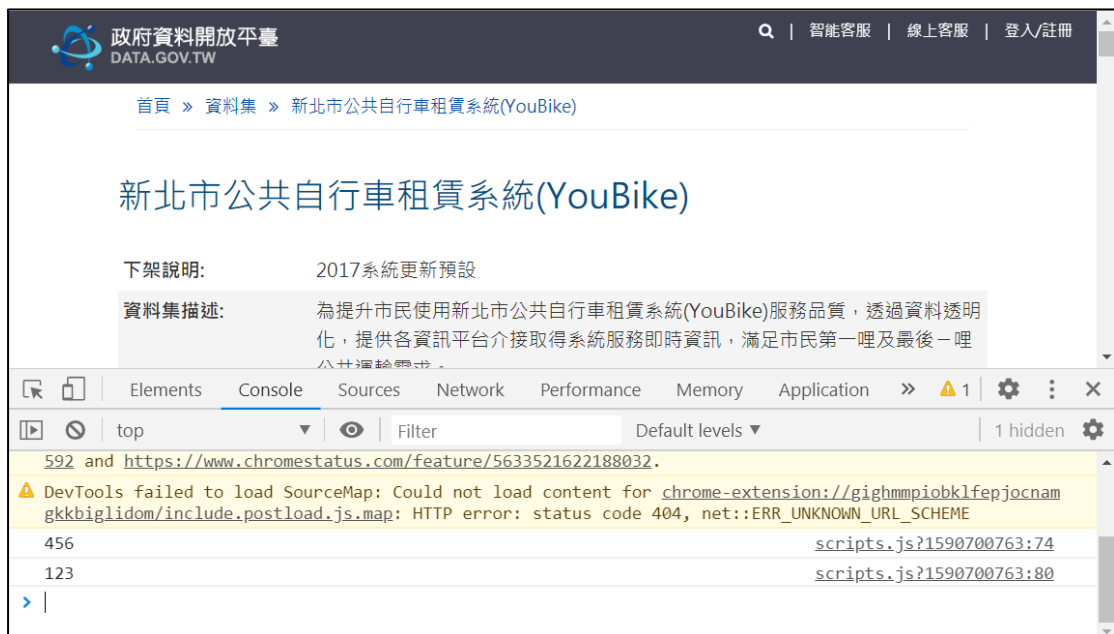 政府資料開放平臺
DATA.GOV.TW
| 智能客服 | 線上客服 | 登入/註冊
首頁 » 資料集 » 新北市公共自行車租賃系統(YouBike)
新北市公共自行車租賃系統(YouBike)
下架說明: 2017系統更新預設
資料集描述: 為提升市民使用新北市公共自行車租賃系統(YouBike)服務品質，透過資料透明
化，提供各資訊平台介接取得系統服務即時資訊，滿足市民第一哩及最後－哩
公共運輸需求。
Elements Console Sources Network Performance Memory Application » 1
top Filter Default levels ▼ 1 hidden
592 and https://www.chromestatus.com/feature/5633521622188032.
DevTools failed to load SourceMap: Could not load content for chrome-extension://gighmmpiobklfepjocnam
gkkbiglidom/include.postload.js.map: HTTP error: status code 404, net::ERR_UNKNOWN_URL_SCHEME
456 scripts.js?1590700763:74
123 scripts.js?1590700763:80
>